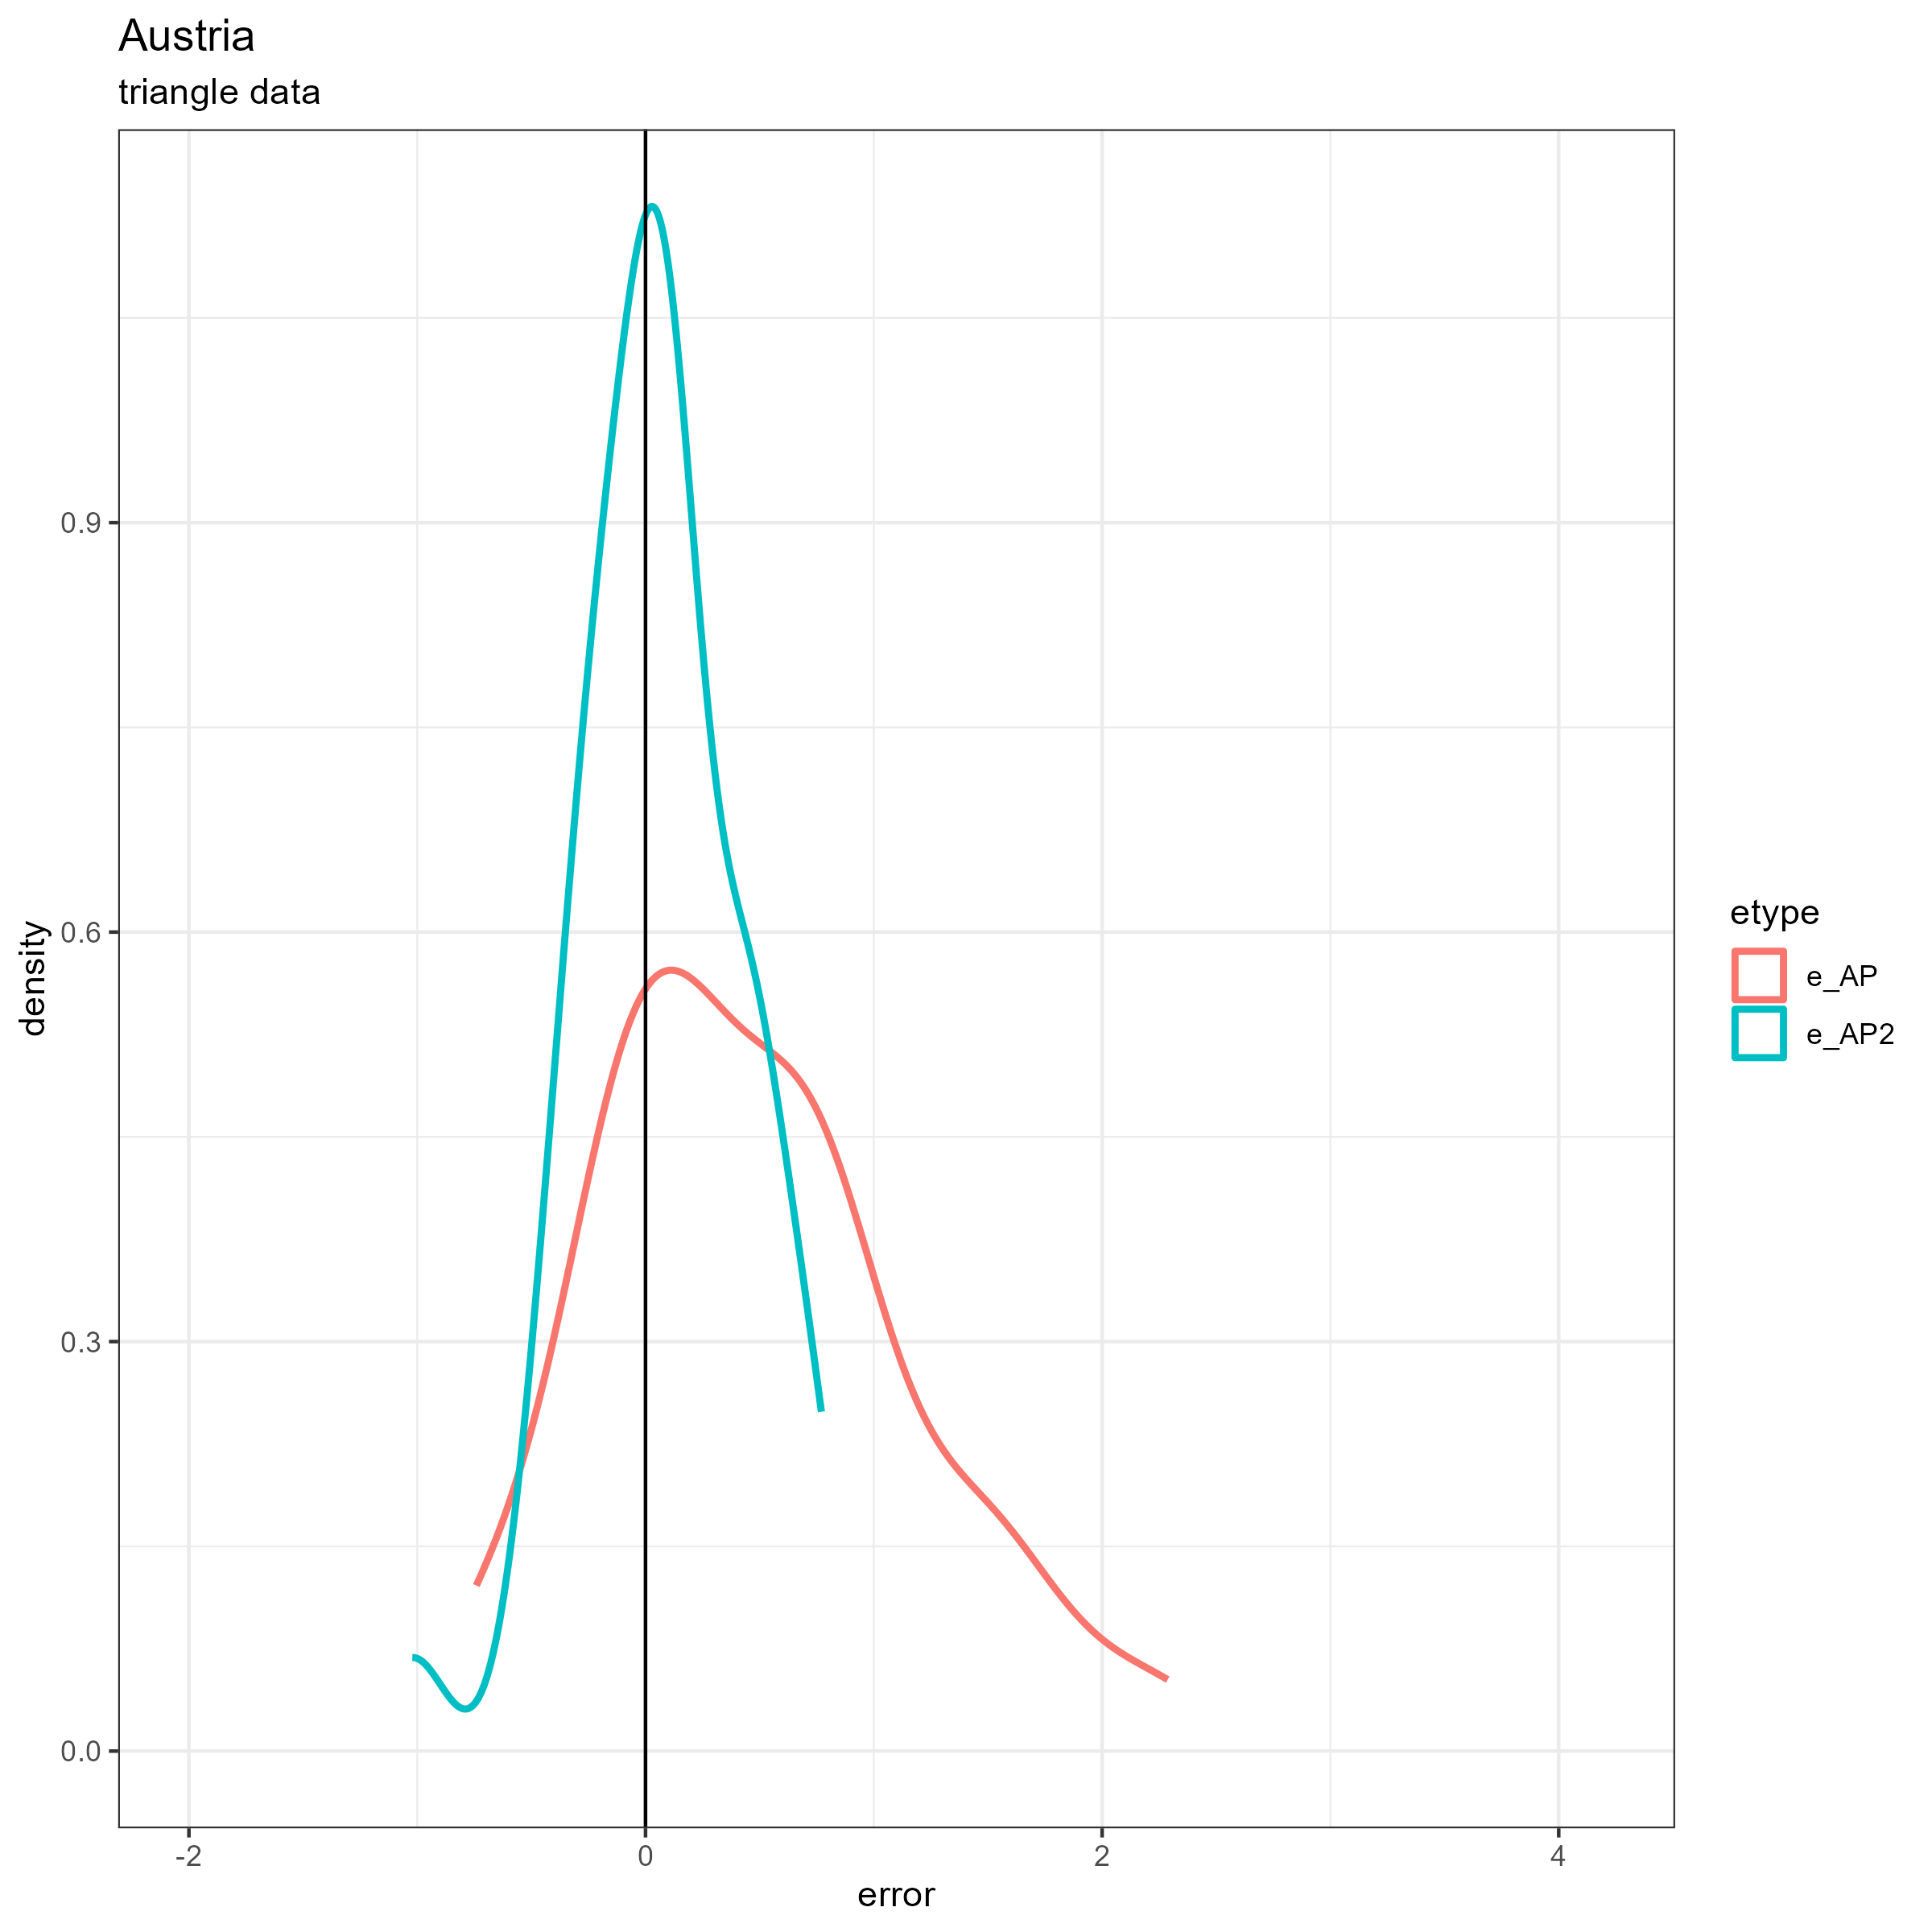 Austria
triangle data
density
0.9
0.6
0.3
0.0
-2
0
2
4
error
etype
e_AP
e_AP2